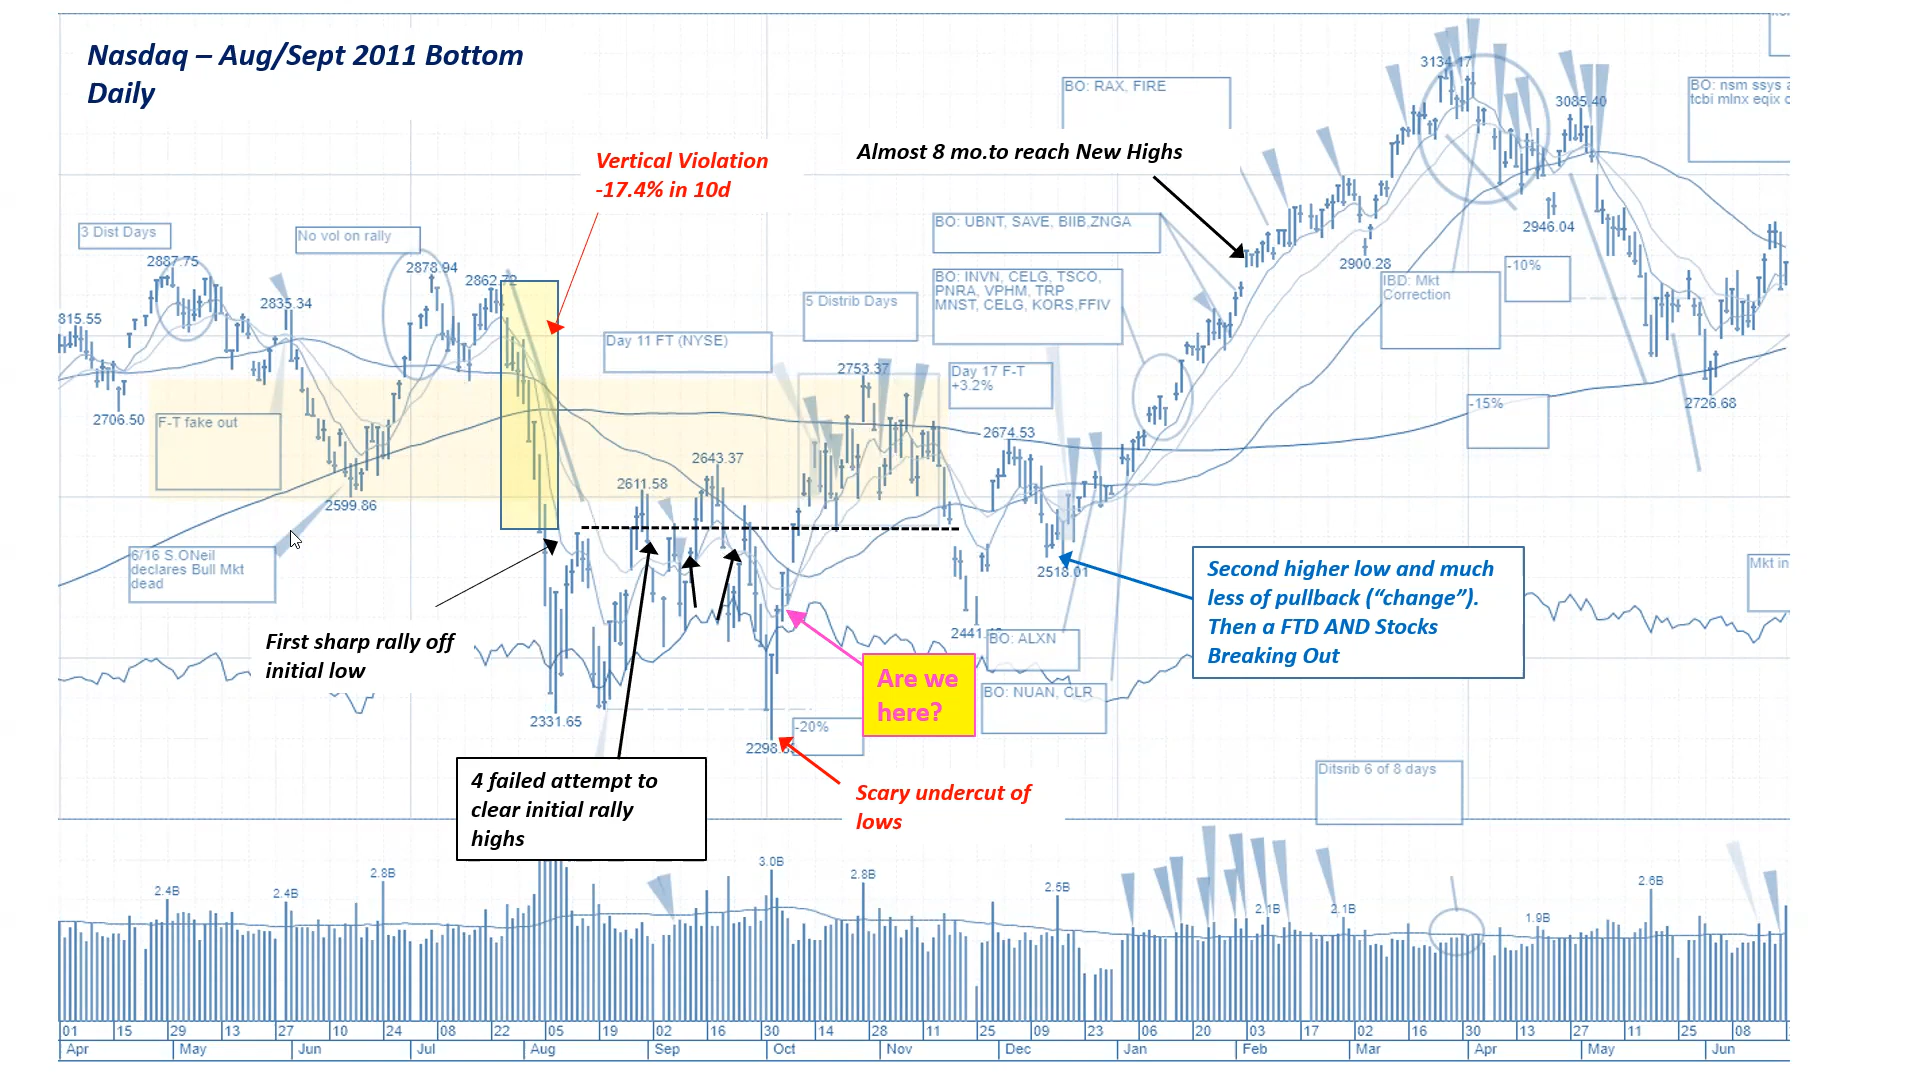 Nasdaq – Aug/Sept 2011 Bottom
Daily
BO: RAX, FIRE
3134.17
3085.40
BO: nsm ssys a
tcbi mlnx eqix c
Vertical Violation
-17.4% in 10d
Almost 8 mo.to reach New Highs
3 Dist Days
No vol on rally
BO: UBNT, SAVE, BIIB,ZNGA
2946.04
2887.75
2878.94
2862.72
2900.28
-10%
BO: INVN, CELG, TSCO,
PNRA, VPHM, TRP
MNST, CELG, KORS,FFIV
IBD: Mkt
Correction
2835.34
5 Distrib Days
815.55
Day 11 FT (NYSE)
2753.37
Day 17 F-T
+3.2%
2706.50
F-T fake out
-15%
2726.68
2674.53
2643.37
2611.58
2599.86
6/16 S.ONeil
declares Bull Mkt
dead
2518.01
Second higher low and much
less of pullback (“change”).
Then a FTD AND Stocks
Breaking Out
Mkt in
First sharp rally off
initial low
2441.
BO: ALXN
Are we
here?
BO: NUAN, CLR
2331.65
-20%
2298.
4 failed attempt to
clear initial rally
highs
Scary undercut of
lows
Ditsrib 6 of 8 days
2.4B
2.4B
2.8B
3.0B
2.8B
2.5B
2.1B
2.1B
1.9B
2.6B
01 15 29 13 27 10 24 08 22 05 19 02 16 30 14 28 11 25 09 23 06 20 03 17 02 16 30 13 27 11 25 08
Apr May Jun Jul Aug Sep Oct Nov Dec Jan Feb Mar Apr May Jun